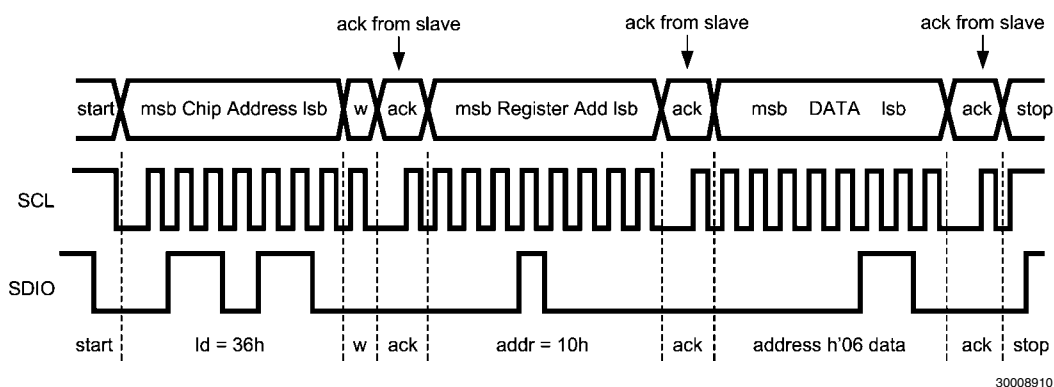 ack from slave ack from slave ack from slave
start msb Chip Address lsb w ack msb Register Add lsb ack msb DATA lsb ack stop
SCL
SDIO
start Id = 36h w ack addr = 10h ack address h'06 data ack stop
30008910